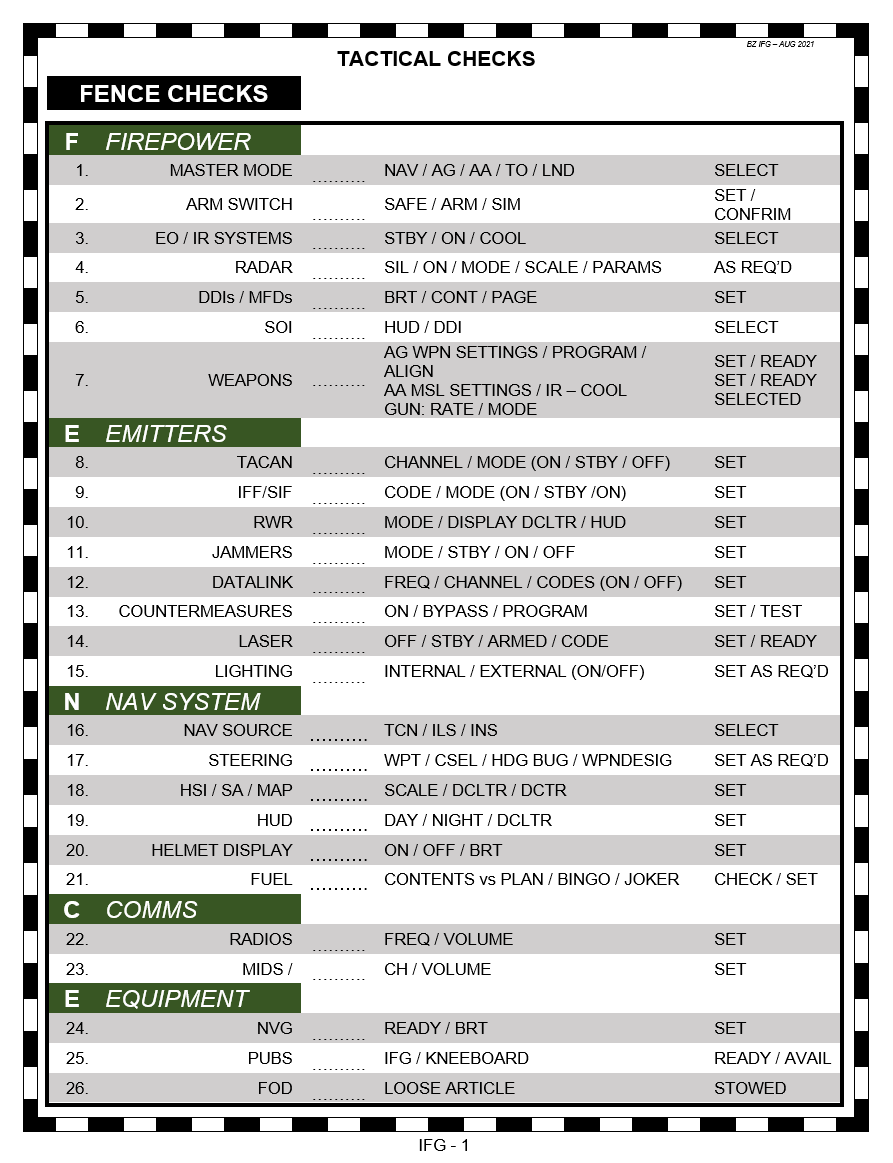 BZ IFG – AUG 2021
TACTICAL CHECKS
FENCE CHECKS
F FIREPOWER
1. MASTER MODE .......... NAV / AG / AA / TO / LND SELECT
2. ARM SWITCH .......... SAFE / ARM / SIM SET / CONFRIM
3. EO / IR SYSTEMS .......... STBY / ON / COOL SELECT
4. RADAR .......... SIL / ON / MODE / SCALE / PARAMS AS REQ’D
5. DDIs / MFDs .......... BRT / CONT / PAGE SET
6. SOI .......... HUD / DDI SELECT
7. WEAPONS .......... AG WPN SETTINGS / PROGRAM / ALIGN SET / READY
AA MSL SETTINGS / IR – COOL SET / READY
GUN: RATE / MODE SELECTED
E EMITTERS
8. TACAN .......... CHANNEL / MODE (ON / STBY / OFF) SET
9. IFF/SIF .......... CODE / MODE (ON / STBY /ON) SET
10. RWR .......... MODE / DISPLAY DCLTR / HUD SET
11. JAMMERS .......... MODE / STBY / ON / OFF SET
12. DATALINK .......... FREQ / CHANNEL / CODES (ON / OFF) SET
13. COUNTERMEASURES .......... ON / BYPASS / PROGRAM SET / TEST
14. LASER .......... OFF / STBY / ARMED / CODE SET / READY
15. LIGHTING .......... INTERNAL / EXTERNAL (ON/OFF) SET AS REQ’D
N NAV SYSTEM
16. NAV SOURCE .......... TCN / ILS / INS SELECT
17. STEERING .......... WPT / CSEL / HDG BUG / WPNDESIG SET AS REQ’D
18. HSI / SA / MAP .......... SCALE / DCLTR / DCTR SET
19. HUD .......... DAY / NIGHT / DCLTR SET
20. HELMET DISPLAY .......... ON / OFF / BRT SET
21. FUEL .......... CONTENTS vs PLAN / BINGO / JOKER CHECK / SET
C COMMS
22. RADIOS .......... FREQ / VOLUME SET
23. MIDS / .......... CH / VOLUME SET
E EQUIPMENT
24. NVG .......... READY / BRT SET
25. PUBS .......... IFG / KNEEBOARD READY / AVAIL
26. FOD .......... LOOSE ARTICLE STOWED
IFG - 1